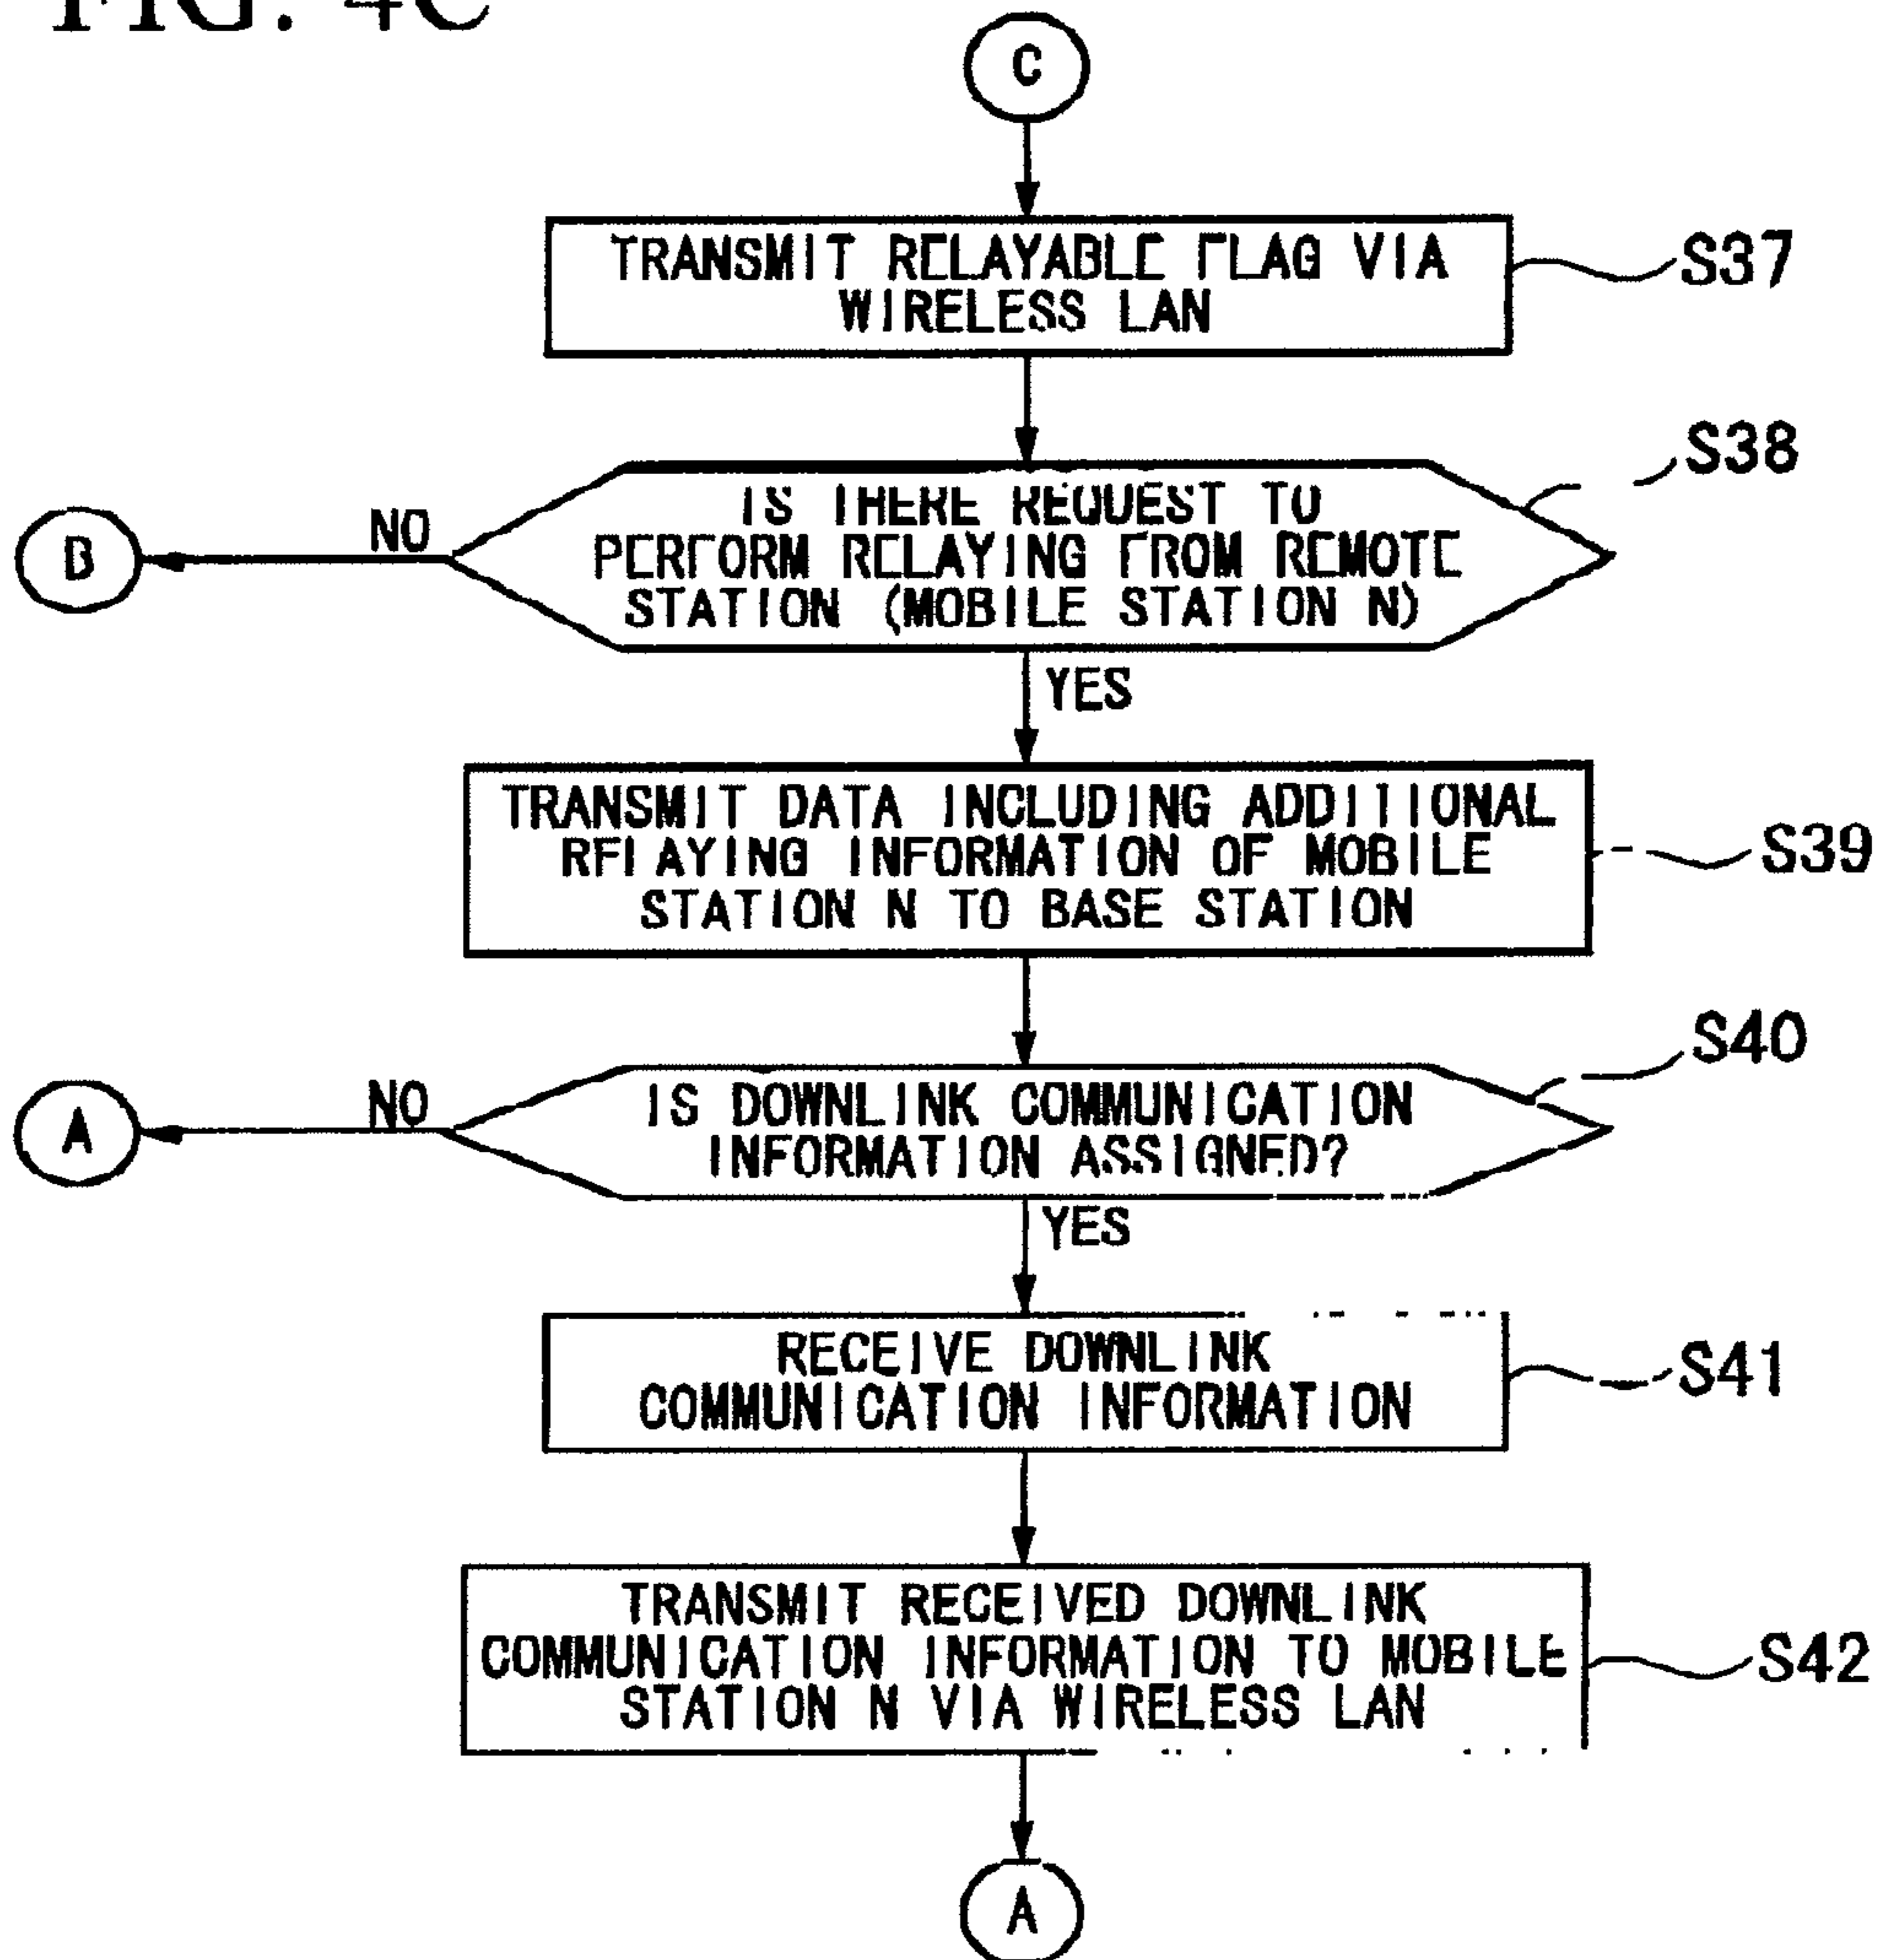 FIG. 4C
C
TRANSMIT RELAYABLE FLAG VIA
WIRELESS LAN
S37
S38
IS THERE REQUEST TO
PERFORM RELAYING FROM REMOTE
STATION (MOBILE STATION N)
NO
B
YES
TRANSMIT DATA INCLUDING ADDITIONAL
RELAYING INFORMATION OF MOBILE
STATION N TO BASE STATION
S39
S40
IS DOWNLINK COMMUNICATION
INFORMATION ASSIGNED?
NO
A
YES
RECEIVE DOWNLINK
COMMUNICATION INFORMATION
S41
TRANSMIT RECEIVED DOWNLINK
COMMUNICATION INFORMATION TO MOBILE
STATION N VIA WIRELESS LAN
S42
A